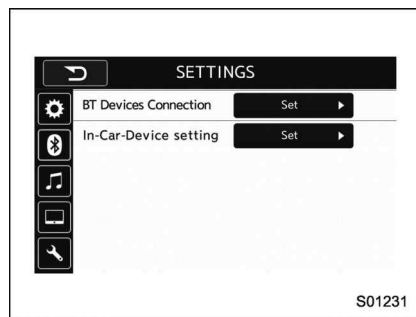 SETTINGS
BT Devices Connection Set
In-Car-Device setting Set
S01231